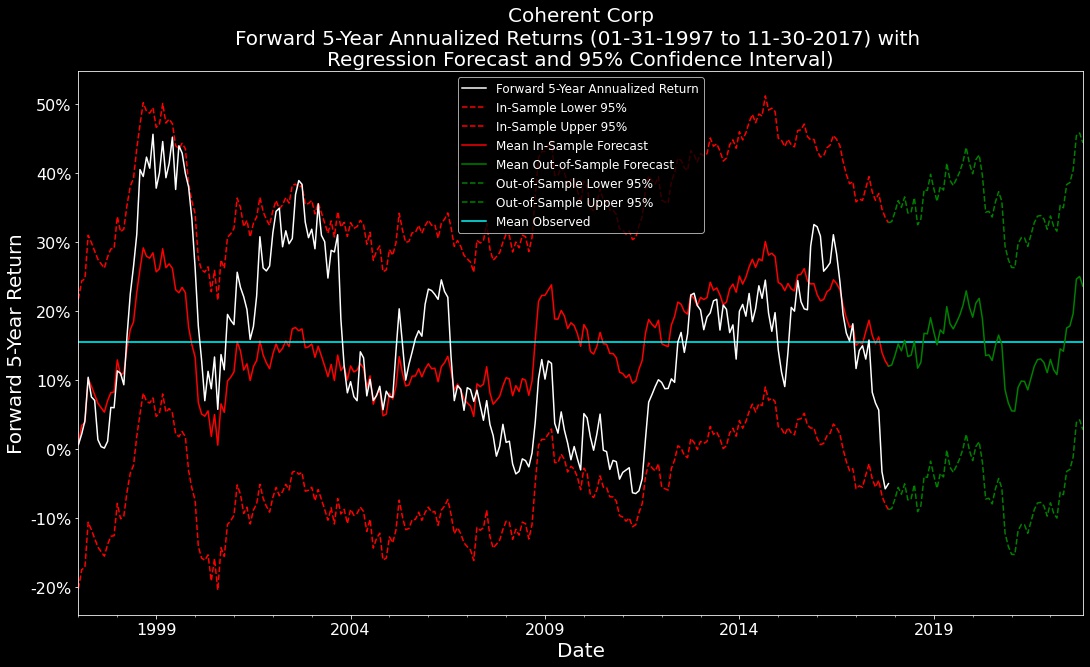 Coherent Corp
Forward 5-Year Annualized Returns (01-31-1997 to 11-30-2017) with
Regression Forecast and 95% Confidence Interval)
Forward 5-Year Annualized Return
In-Sample Lower 95%
In-Sample Upper 95%
Mean In-Sample Forecast
Mean Out-of-Sample Forecast
Out-of-Sample Lower 95%
Out-of-Sample Upper 95%
Mean Observed
Forward 5-Year Return
50%
40%
30%
20%
10%
0%
-10%
-20%
1999 2004 2009 2014 2019
Date